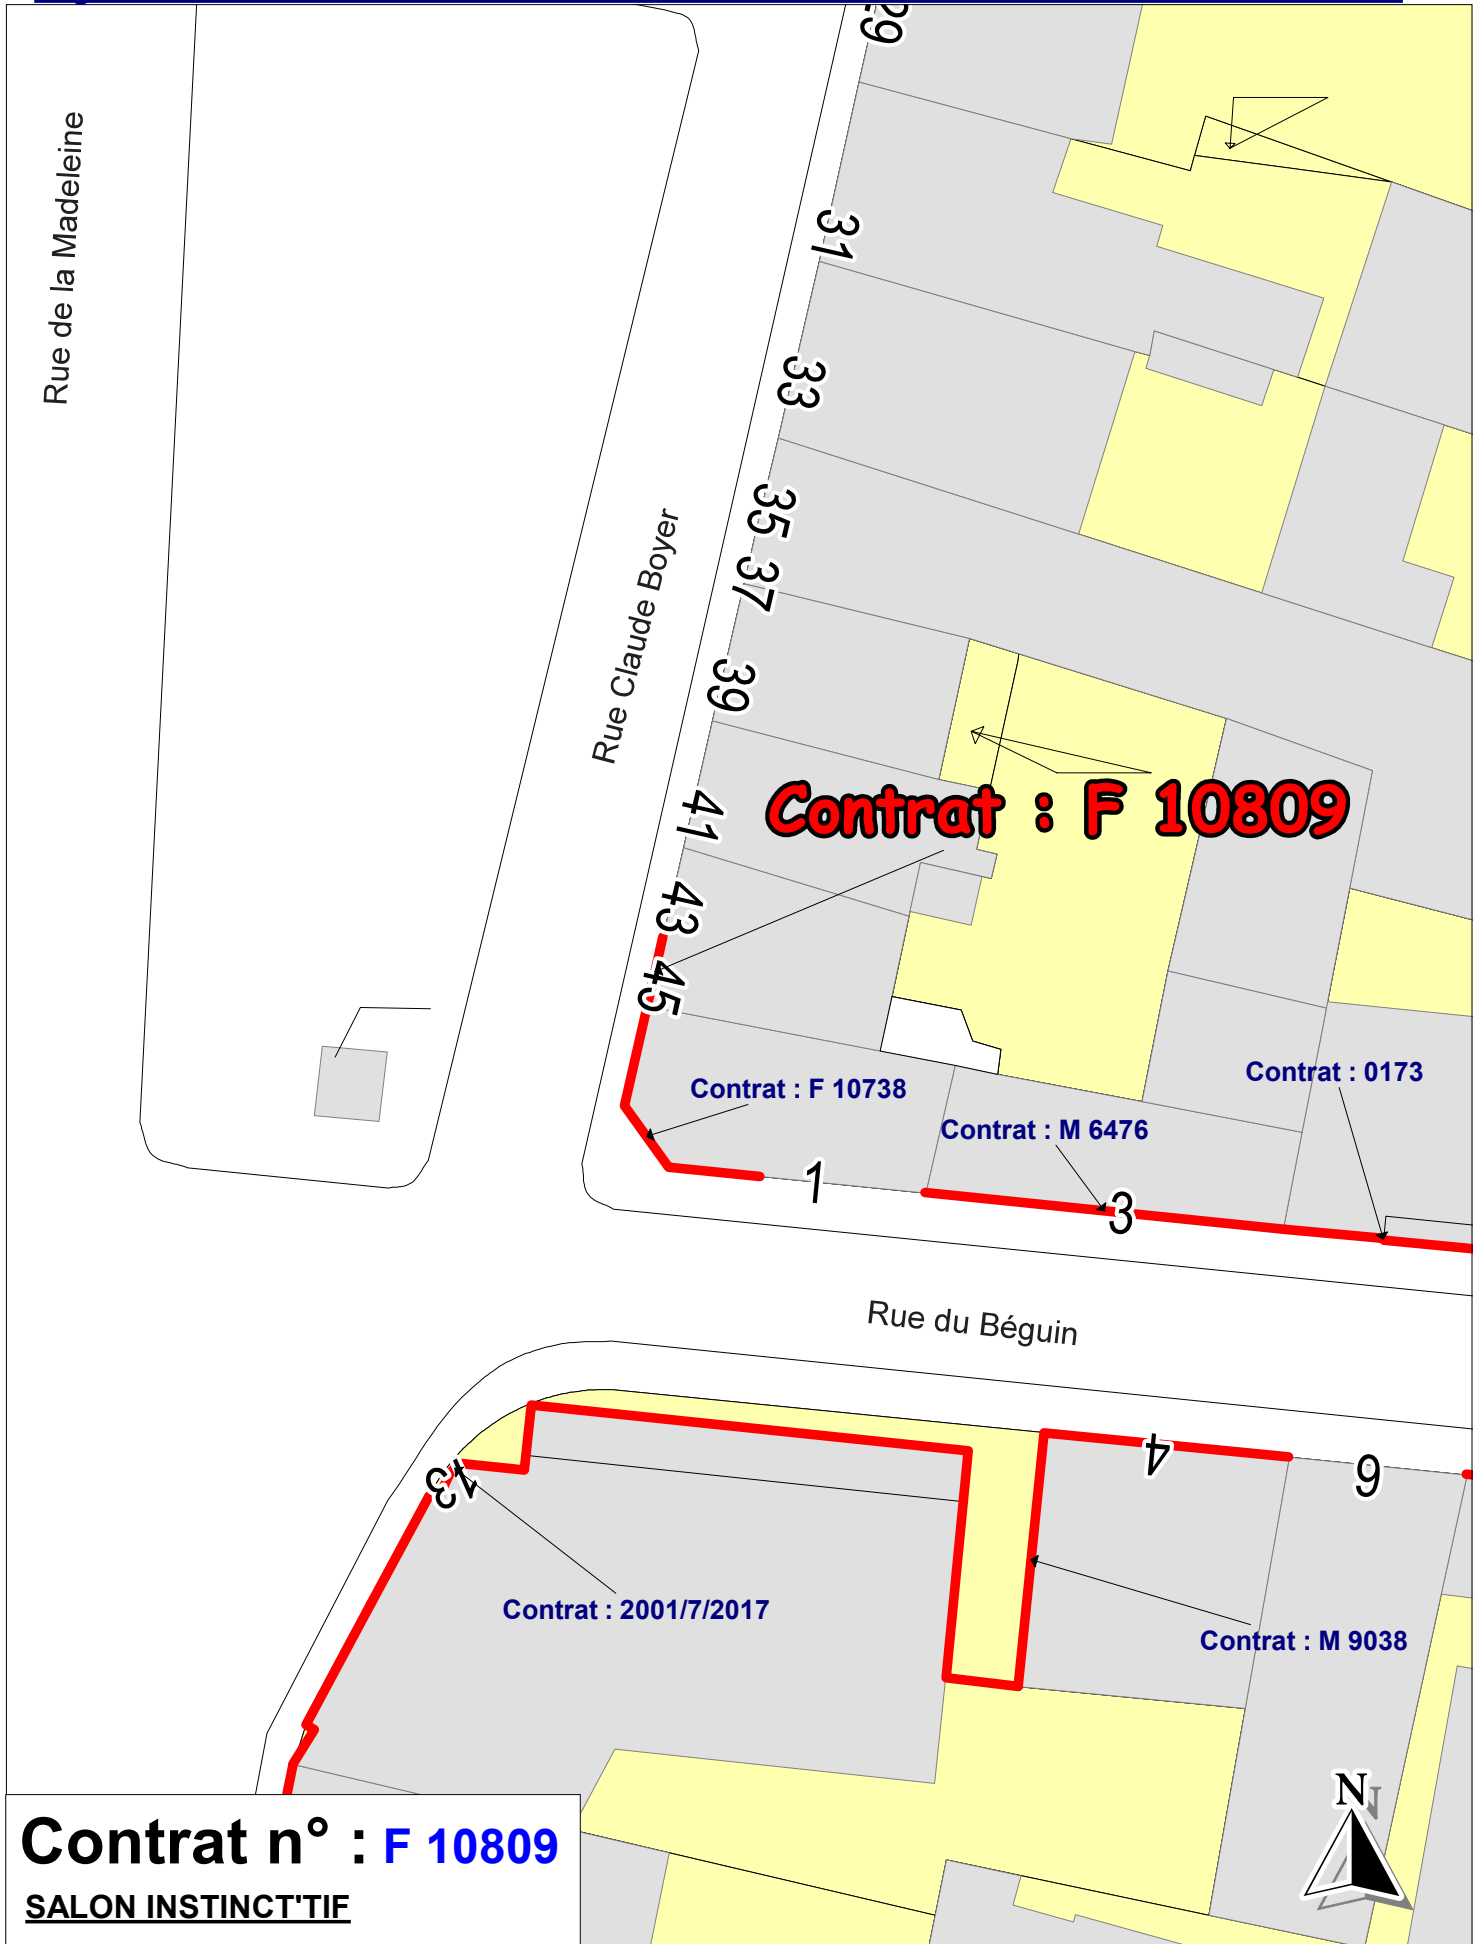 29
Rue de la Madeleine
31
33
35
37
Rue Claude Boyer
39
41
Contrat : F 10809
43
45
Contrat : F 10738
Contrat : 0173
Contrat : M 6476
1
3
Rue du Béguin
4
6
13
Contrat : 2001/7/2017
Contrat : M 9038
N
Contrat n° : F 10809
SALON INSTINCT'TIF